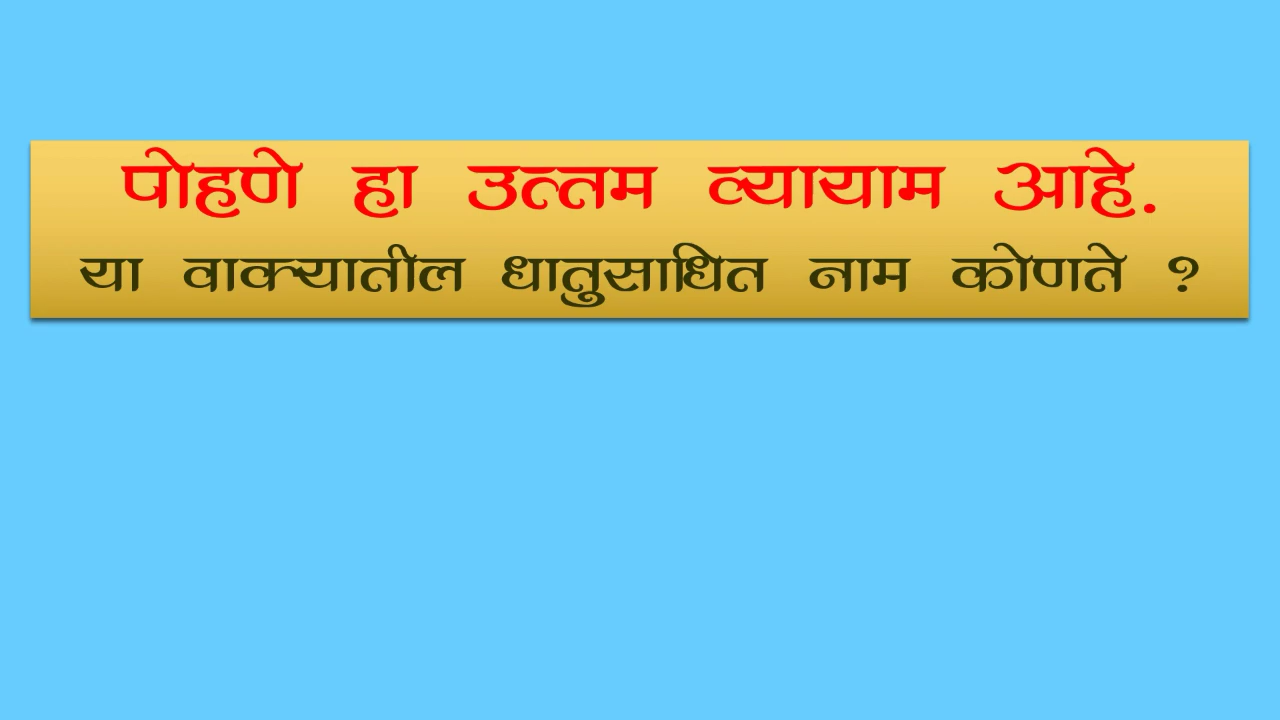 पोहणे हा उत्तम व्यायाम आहे.
या वाक्यातील धातुसाधित नाम कोणते ?